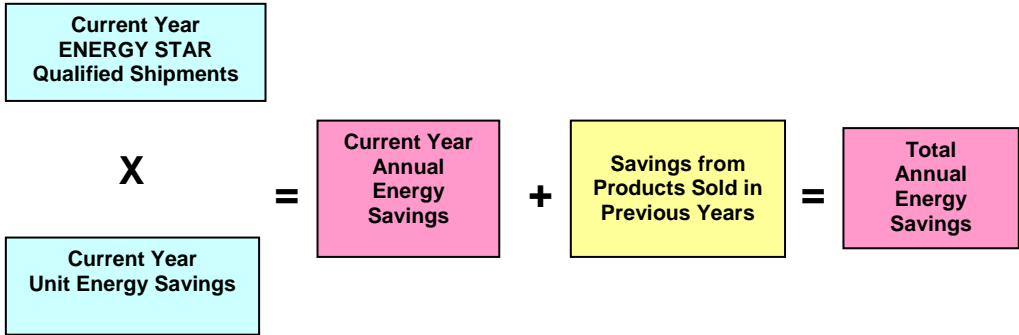 Current Year
ENERGY STAR
Qualified Shipments
X
Current Year
Unit Energy Savings
=
Current Year
Annual
Energy
Savings
+
Savings from
Products Sold in
Previous Years
=
Total
Annual
Energy
Savings